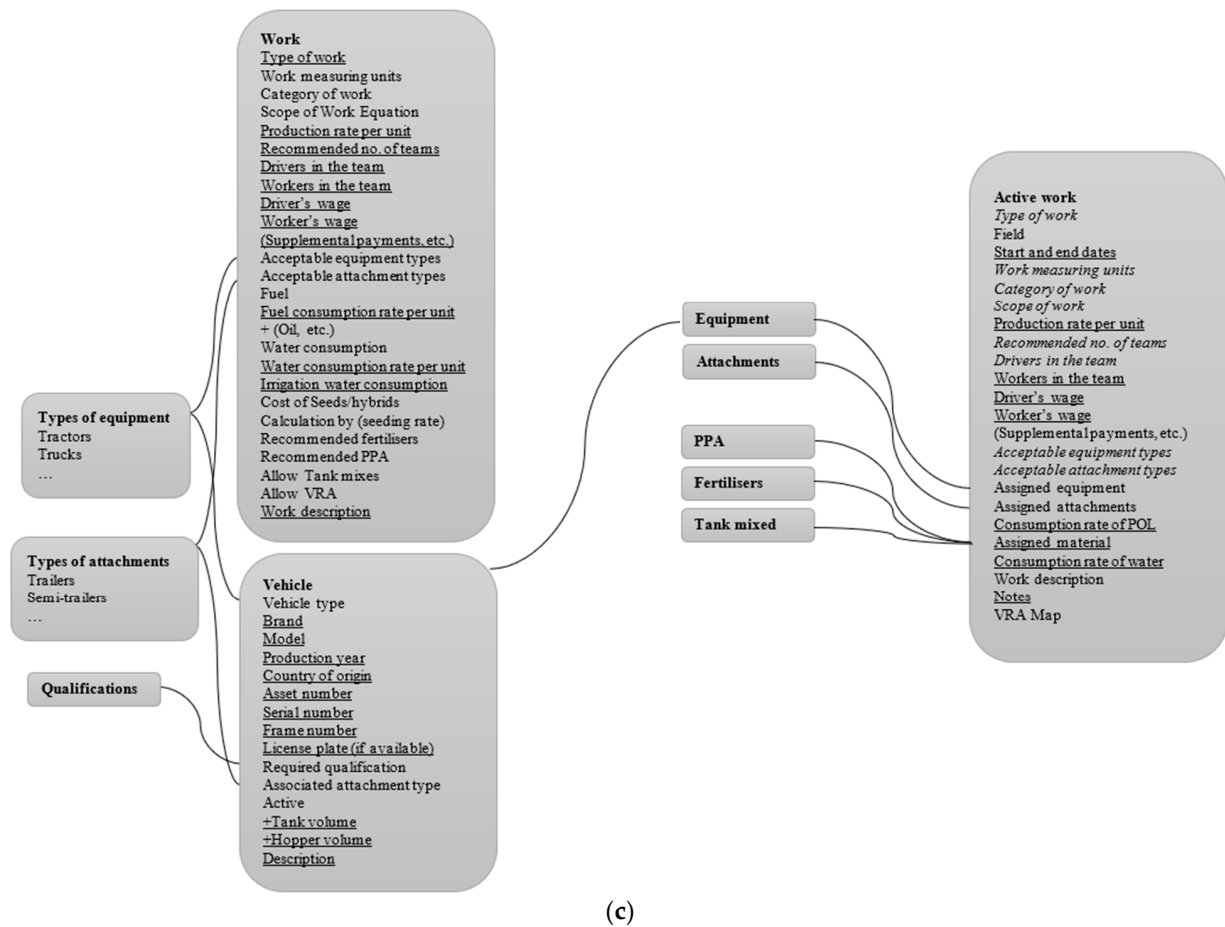 Work
Type of work
Work measuring units
Category of work
Scope of Work Equation
Production rate per unit
Recommended no. of teams
Drivers in the team
Workers in the team
Driver's wage
Worker's wage
(Supplemental payments, etc.)
Acceptable equipment types
Acceptable attachment types
Fuel
Fuel consumption rate per unit
+ (Oil, etc.)
Water consumption
Water consumption rate per unit
Irrigation water consumption
Cost of Seeds/hybrids
Calculation by (seeding rate)
Recommended fertilisers
Recommended PPA
Allow Tank mixes
Allow VRA
Work description
Types of equipment
Tractors
Trucks
…
Types of attachments
Trailers
Semi-trailers
…
Qualifications
Vehicle
Vehicle type
Brand
Model
Production year
Country of origin
Asset number
Serial number
Frame number
License plate (if available)
Required qualification
Associated attachment type
Active
+Tank volume
+Hopper volume
Description
Equipment
Attachments
PPA
Fertilisers
Tank mixed
Active work
Type of work
Field
Start and end dates
Work measuring units
Category of work
Scope of work
Production rate per unit
Recommended no. of teams
Drivers in the team
Workers in the team
Driver's wage
Worker's wage
(Supplemental payments, etc.)
Acceptable equipment types
Acceptable attachment types
Assigned equipment
Assigned attachments
Consumption rate of POL
Assigned material
Consumption rate of water
Work description
Notes
VRA Map
(c)